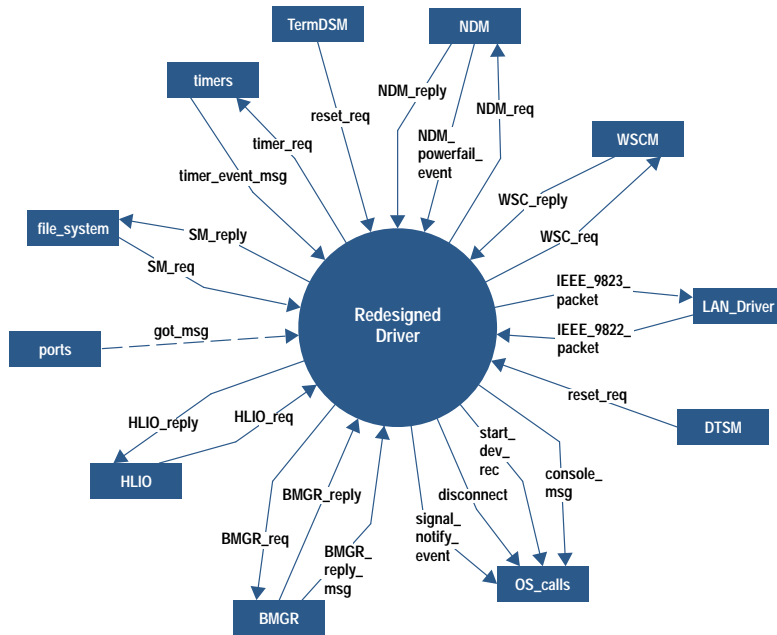 TermDSM
NDM
timers
NDM_reply
NDM_req
reset_req
timer_req
NDM_
powerfail_
event
WSCM
timer_event_msg
WSC_reply
file_system
SM_reply
WSC_req
SM_req
IEEE_9823_
packet
LAN_Driver
Redesigned
Driver
got_msg
ports
IEEE_9822_
packet
reset_req
HLIO_reply
HLIO_req
DTSM
start_
dev_
rec
console_
msg
HLIO
BMGR_reply
disconnect
signal_
notify_
event
BMGR_req
BMGR_
reply_
msg
OS_calls
BMGR